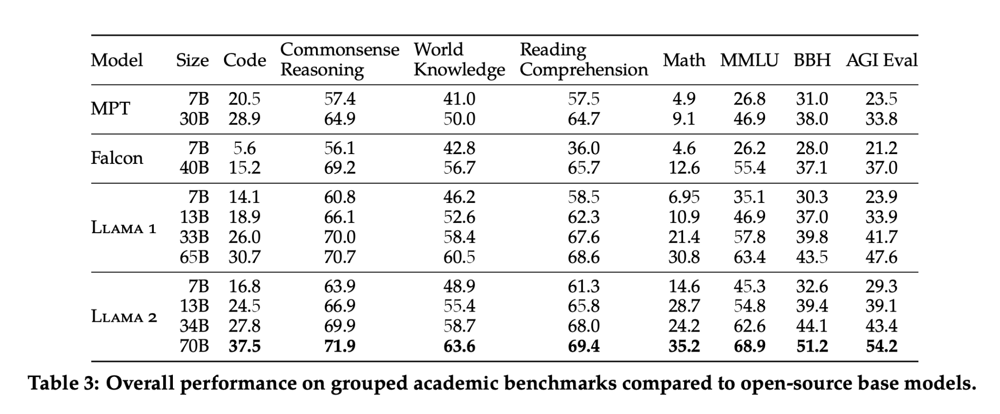 Model Size Code Commonsense Reasoning World Knowledge Reading Comprehension Math MMLU BBH AGI Eval
MPT 7B 20.5 57.4 41.0 57.5 4.9 26.8 31.0 23.5
30B 28.9 64.9 50.0 64.7 9.1 46.9 38.0 33.8
Falcon 7B 5.6 56.1 42.8 36.0 4.6 26.2 28.0 21.2
40B 15.2 69.2 56.7 65.7 12.6 55.4 37.1 37.0
LLAMA 1 7B 14.1 60.8 46.2 58.5 6.95 35.1 30.3 23.9
13B 18.9 66.1 52.6 62.3 10.9 46.9 37.0 33.9
33B 26.0 70.0 58.4 67.6 21.4 57.8 39.8 41.7
65B 30.7 70.7 60.5 68.6 30.8 63.4 43.5 47.6
LLAMA 2 7B 16.8 63.9 48.9 61.3 14.6 45.3 32.6 29.3
13B 24.5 66.9 55.4 65.8 28.7 54.8 39.4 39.1
34B 27.8 69.9 58.7 68.0 24.2 62.6 44.1 43.4
70B 37.5 71.9 63.6 69.4 35.2 68.9 51.2 54.2
Table 3: Overall performance on grouped academic benchmarks compared to open-source base models.